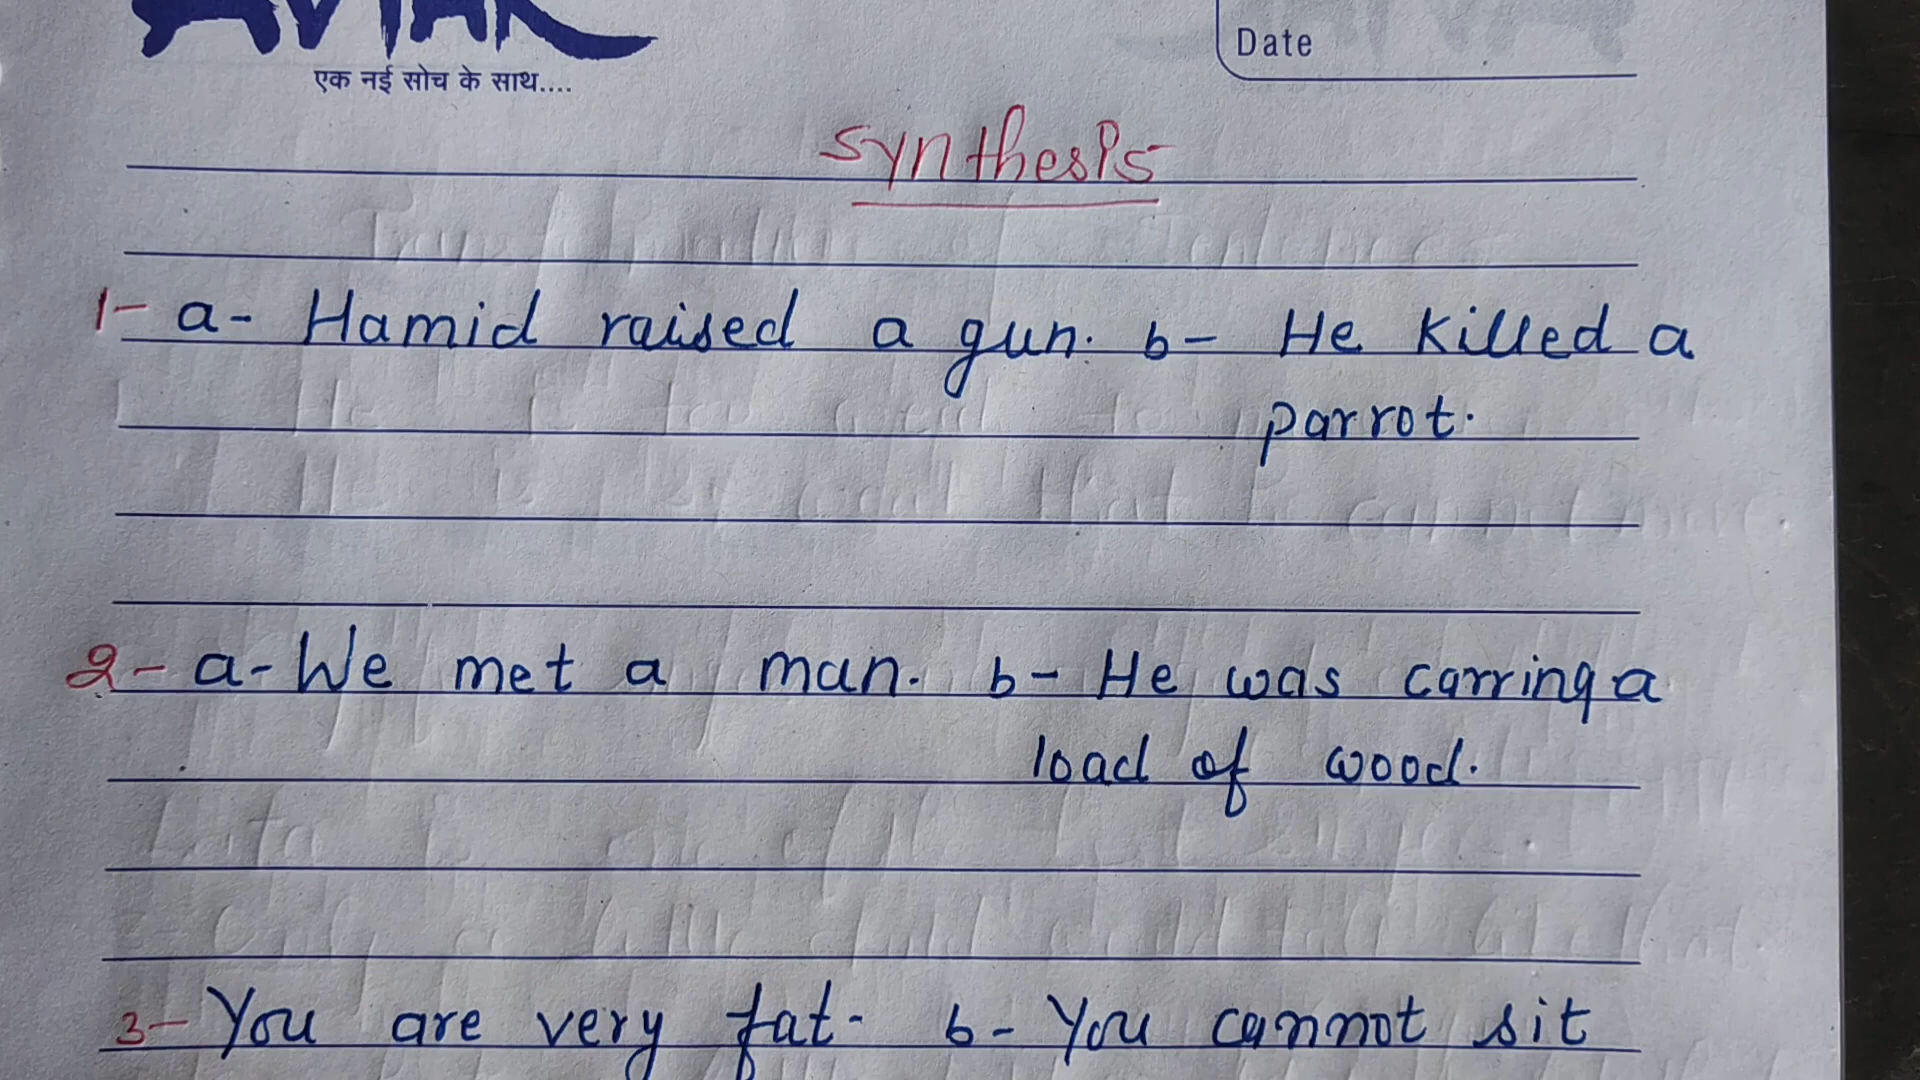 एक नई सोच के साथ....
Date
Synthesis
1- a- Hamid raised a gun. b- He killed a
parrot.
2- a- We met a man. b- He was carring a
load of wood.
3- You are very fat- b- You cannot sit